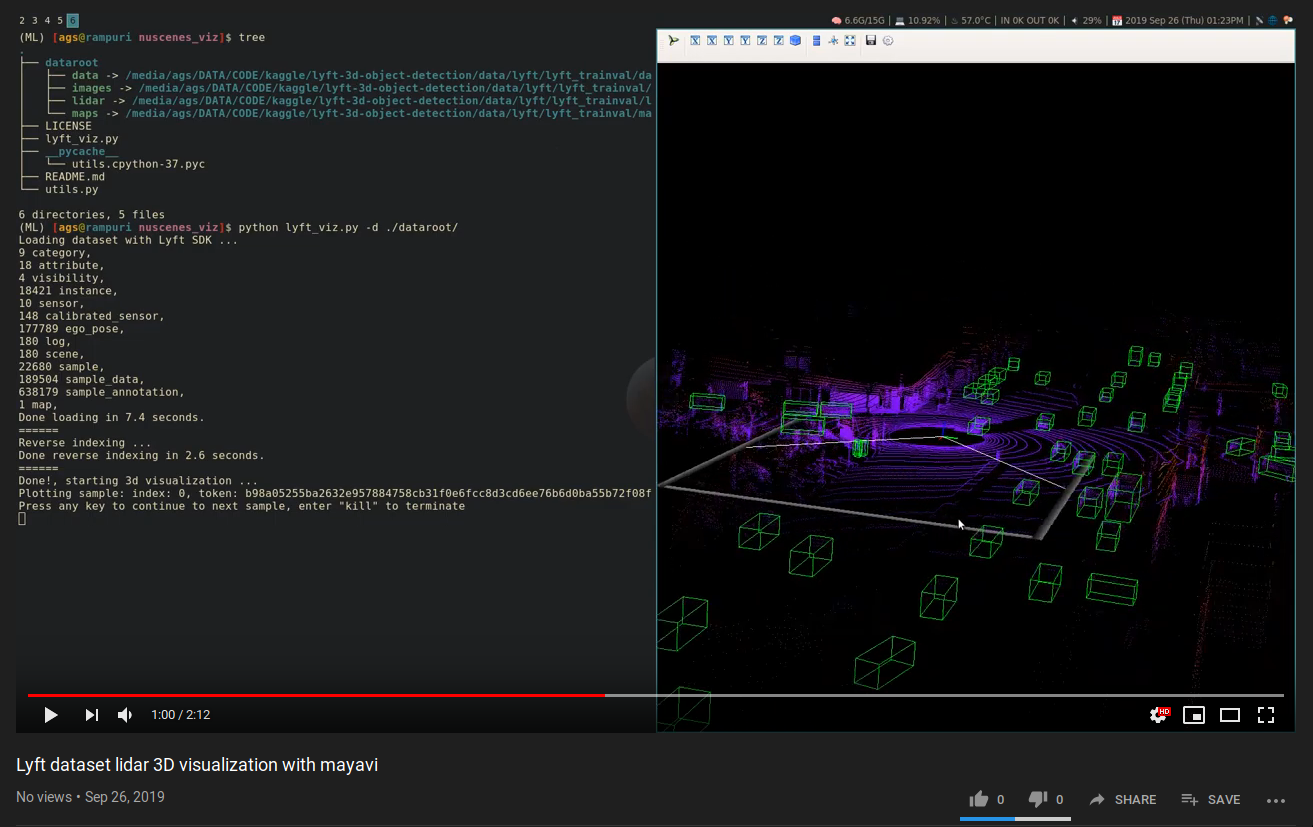 2 3 4 5 6
6.6G/15G | 10.92% | 57.0°C | IN 0K OUT 0K | 29% | 2019 Sep 26 (Thu) 01:23PM |
(ML) [ags@rampuri nuscenes_viz]$ tree
.
├── dataroot
│   ├── data -> /media/ags/DATA/CODE/kaggle/lyft-3d-object-detection/data/lyft/lyft_trainval/da
│   ├── images -> /media/ags/DATA/CODE/kaggle/lyft-3d-object-detection/data/lyft/lyft_trainval/
│   ├── lidar -> /media/ags/DATA/CODE/kaggle/lyft-3d-object-detection/data/lyft/lyft_trainval/l
│   └── maps -> /media/ags/DATA/CODE/kaggle/lyft-3d-object-detection/data/lyft/lyft_trainval/ma
├── LICENSE
├── lyft_viz.py
├── __pycache__
│   └── utils.cpython-37.pyc
├── README.md
└── utils.py
6 directories, 5 files
(ML) [ags@rampuri nuscenes_viz]$ python lyft_viz.py -d ./dataroot/
Loading dataset with Lyft SDK ...
9 category,
18 attribute,
4 visibility,
18421 instance,
10 sensor,
148 calibrated_sensor,
177789 ego_pose,
180 log,
180 scene,
22680 sample,
189504 sample_data,
638179 sample_annotation,
1 map,
Done loading in 7.4 seconds.
======
Reverse indexing ...
Done reverse indexing in 2.6 seconds.
======
Done!, starting 3d visualization ...
Plotting sample: index: 0, token: b98a05255ba2632e957884758cb31f0e6fcc8d3cd6ee76b6d0ba55b72f08f
Press any key to continue to next sample, enter "kill" to terminate
X X Y Y Z Z
1:00 / 2:12
HD
Lyft dataset lidar 3D visualization with mayavi
No views • Sep 26, 2019
0 0 SHARE SAVE